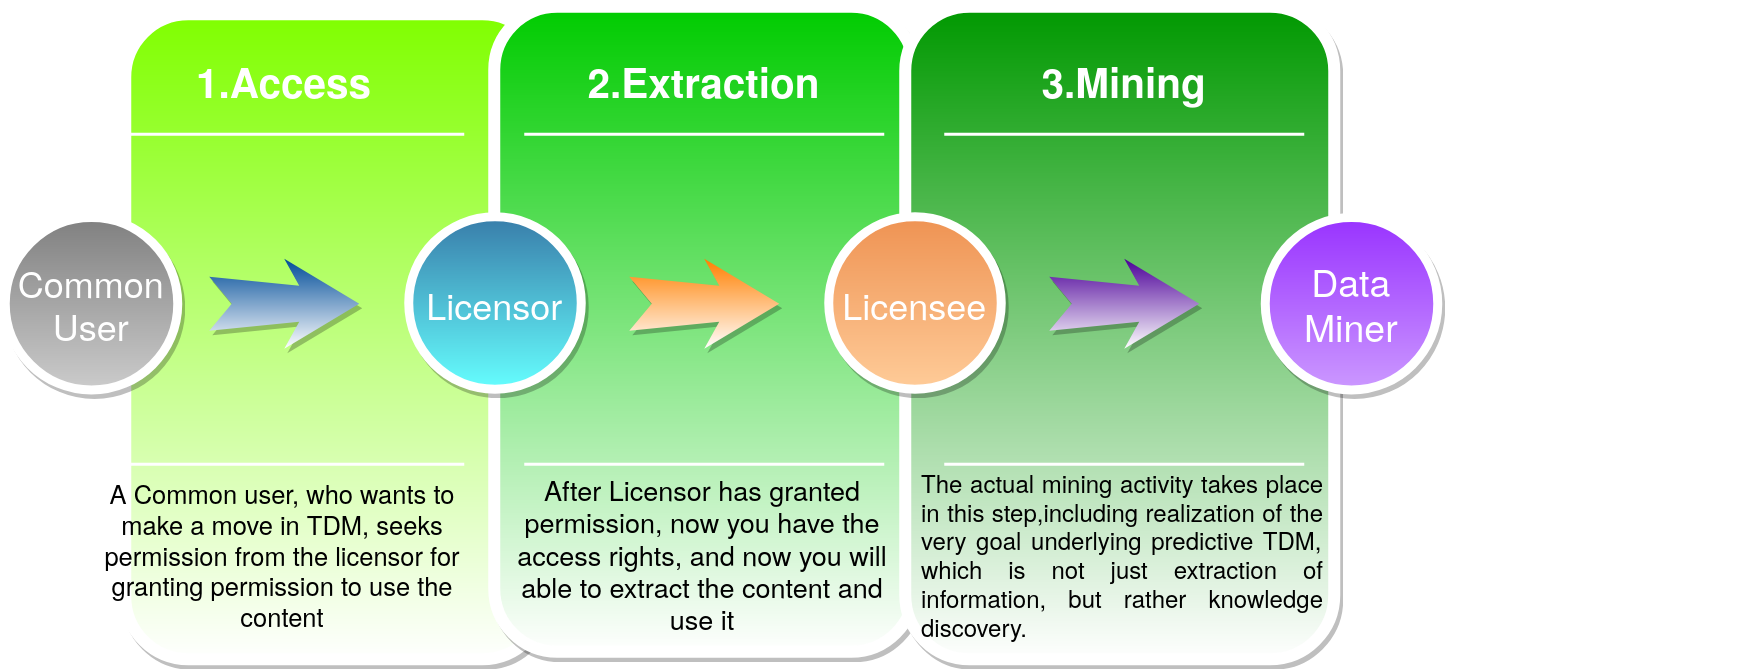 1.Access
2.Extraction
3.Mining
Common
User
Licensor
Licensee
Data
Miner
A Common user, who wants to
make a move in TDM, seeks
permission from the licensor for
granting permission to use the
content
After Licensor has granted
permission, now you have the
access rights, and now you will
able to extract the content and
use it
The actual mining activity takes place
in this step,including realization of the
very goal underlying predictive TDM,
which is not just extraction of
information, but rather knowledge
discovery.